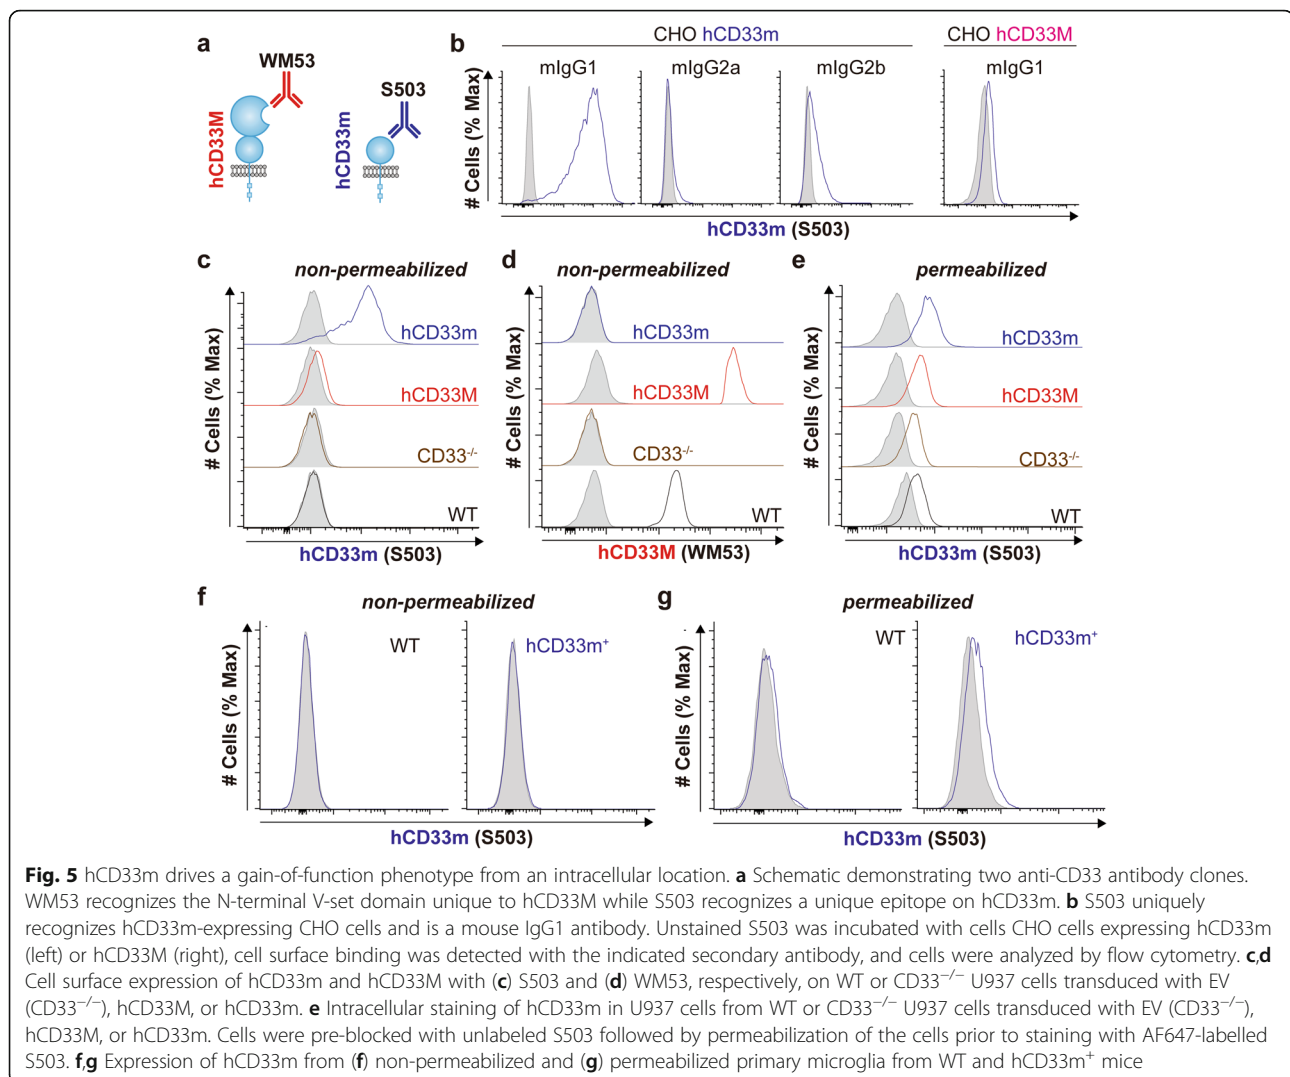 a
WM53
hCD33M
S503
hCD33m
b
CHO hCD33m
CHO hCD33M
mIgG1
mIgG2a
mIgG2b
mIgG1
# Cells (% Max)
hCD33m (S503)
c
non-permeabilized
# Cells (% Max)
hCD33m
hCD33M
CD33-/-
WT
hCD33m (S503)
d
non-permeabilized
# Cells (% Max)
hCD33m
hCD33M
CD33-/-
WT
hCD33M (WM53)
e
permeabilized
# Cells (% Max)
hCD33m
hCD33M
CD33-/-
WT
hCD33m (S503)
f
non-permeabilized
# Cells (% Max)
WT
hCD33m+
hCD33m (S503)
g
permeabilized
# Cells (% Max)
WT
hCD33m+
hCD33m (S503)
Fig. 5 hCD33m drives a gain-of-function phenotype from an intracellular location. a Schematic demonstrating two anti-CD33 antibody clones.
WM53 recognizes the N-terminal V-set domain unique to hCD33M while S503 recognizes a unique epitope on hCD33m. b S503 uniquely
recognizes hCD33m-expressing CHO cells and is a mouse IgG1 antibody. Unstained S503 was incubated with cells CHO cells expressing hCD33m
(left) or hCD33M (right), cell surface binding was detected with the indicated secondary antibody, and cells were analyzed by flow cytometry. c,d
Cell surface expression of hCD33m and hCD33M with (c) S503 and (d) WM53, respectively, on WT or CD33−/− U937 cells transduced with EV
(CD33−/−), hCD33M, or hCD33m. e Intracellular staining of hCD33m in U937 cells from WT or CD33−/− U937 cells transduced with EV (CD33−/−),
hCD33M, or hCD33m. Cells were pre-blocked with unlabeled S503 followed by permeabilization of the cells prior to staining with AF647-labelled
S503. f,g Expression of hCD33m from (f) non-permeabilized and (g) permeabilized primary microglia from WT and hCD33m+ mice